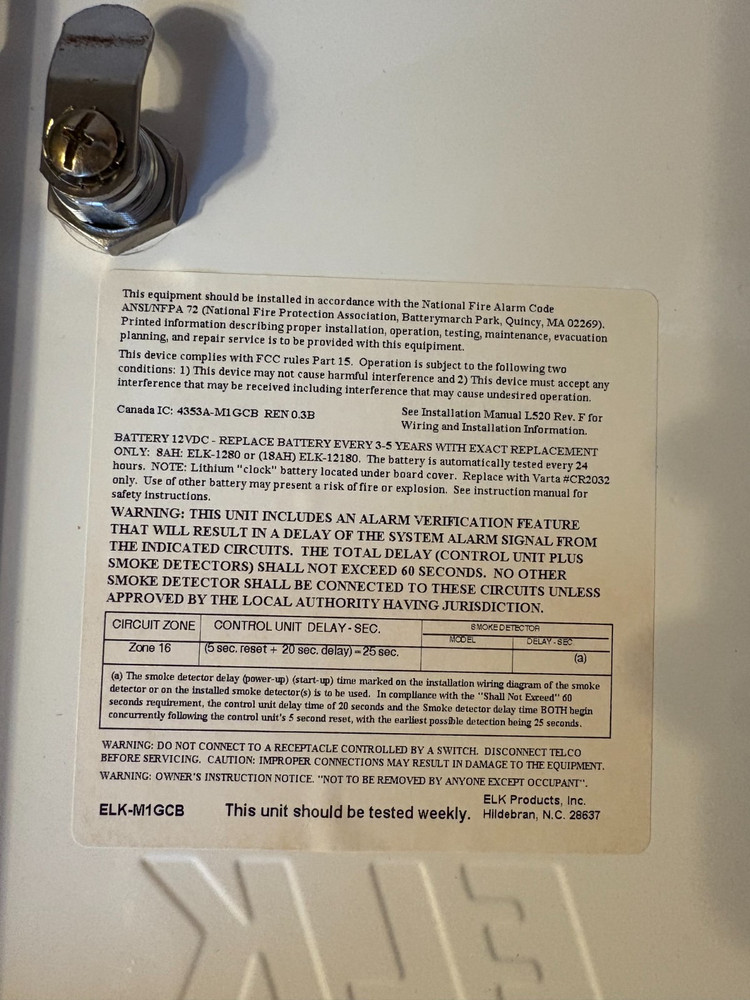 This equipment should be installed in accordance with the National Fire Alarm Code
ANSI/NFPA 72 (National Fire Protection Association, Batterymarch Park, Quincy, MA 02269).
Printed information describing proper installation, operation, testing, maintenance, evacuation
planning, and repair service is to be provided with this equipiment.
This device complies with FCC rules Part 15. Operation is subject to the following two
conditions: 1) This device may not cause harmful interference and 2) This device must accept any
interference that may be received including interference that may cause undesired operation.
Canada IC: 4353A-M1GCB REN 0.3B
See Installation Manual L520 Rev. F for
Wiring and Installation Information.
BATTERY 12VDC - REPLACE BATTERY EVERY 3-5 YEARS WITH EXACT REPLACEMENT
ONLY: 8AH: ELK-1280 or (18AH) ELK-12180. The battery is automatically tested every 24
hours. NOTE: Lithium "clock" battery located under board cover. Replace with Varta #CR2032
only. Use of other battery may present a risk of fire or explosion. See instruction manual for
safety instructions.
WARNING: THIS UNIT INCLUDES AN ALARM VERIFICATION FEATURE
THAT WILL RESULT IN A DELAY OF THE SYSTEM ALARM SIGNAL FROM
THE INDICATED CIRCUITS. THE TOTAL DELAY (CONTROL UNIT PLUS
SMOKE DETECTORS) SHALL NOT EXCEED 60 SECONDS. NO OTHER
SMOKE DETECTOR SHALL BE CONNECTED TO THESE CIRCUITS UNLESS
APPROVED BY THE LOCAL AUTHORITY HAVING JURISDICTION.
CIRCUIT ZONE CONTROL UNIT DELAY - SEC. SMOKE DETECTOR
MODEL DELAY - SEC
Zone 16 (5 sec. reset + 20 sec. delay) = 25 sec. (a)
(a) The smoke detector delay (power-up) (start-up) time marked on the installation wiring diagram of the smoke
detector or on the installed smoke detector(s) is to be used. In compliance with the "Shall Not Exceed" 60
seconds requirement, the control unit delay time of 20 seconds and the Smoke detector delay time BOTH begin
concurrently following the control unit's 5 second reset, with the earliest possible detection being 25 seconds.
WARNING: DO NOT CONNECT TO A RECEPTACLE CONTROLLED BY A SWITCH. DISCONNECT TELCO
BEFORE SERVICING. CAUTION: IMPROPER CONNECTIONS MAY RESULT IN DAMAGE TO THE EQUIPMENT.
WARNING: OWNER'S INSTRUCTION NOTICE. "NOT TO BE REMOVED BY ANYONE EXCEPT OCCUPANT".
ELK-M1GCB This unit should be tested weekly.
ELK Products, Inc.
Hildebran, N.C. 28637
ELK